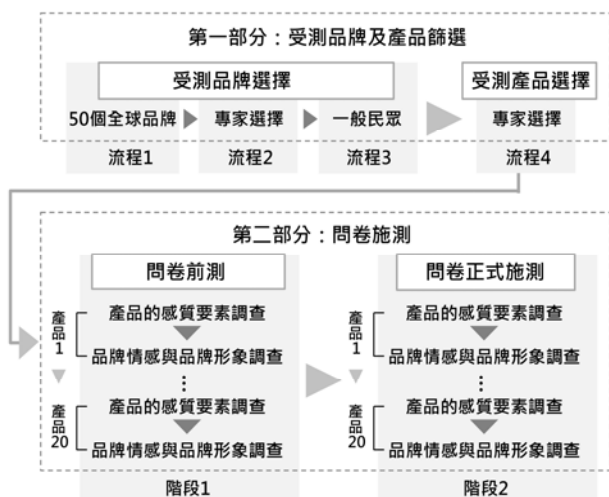 第一部分：受測品牌及產品篩選
受測品牌選擇
受測產品選擇
50個全球品牌
專家選擇
一般民眾
專家選擇
流程1
流程2
流程3
流程4
第二部分：問卷施測
問卷前測
產品1
產品的感質要素調查
品牌情感與品牌形象調查
⋮
產品20
產品的感質要素調查
品牌情感與品牌形象調查
階段1
問卷正式施測
產品1
產品的感質要素調查
品牌情感與品牌形象調查
⋮
產品20
產品的感質要素調查
品牌情感與品牌形象調查
階段2